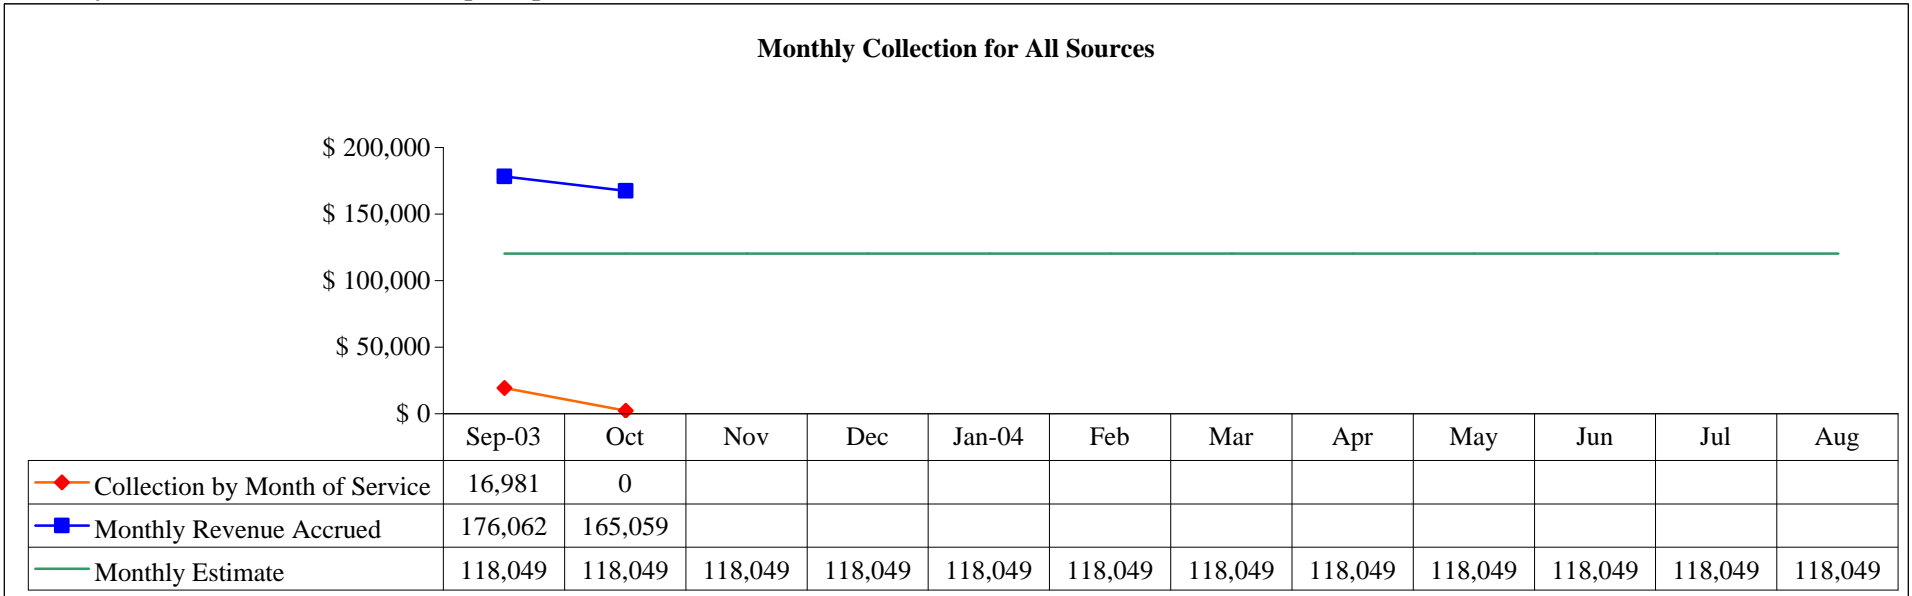 Monthly Collection for All Sources
$ 200,000
$ 150,000
$ 100,000
$ 50,000
$ 0
Sep-03 Oct Nov Dec Jan-04 Feb Mar Apr May Jun Jul Aug
Collection by Month of Service 16,981 0
Monthly Revenue Accrued 176,062 165,059
Monthly Estimate 118,049 118,049 118,049 118,049 118,049 118,049 118,049 118,049 118,049 118,049 118,049 118,049